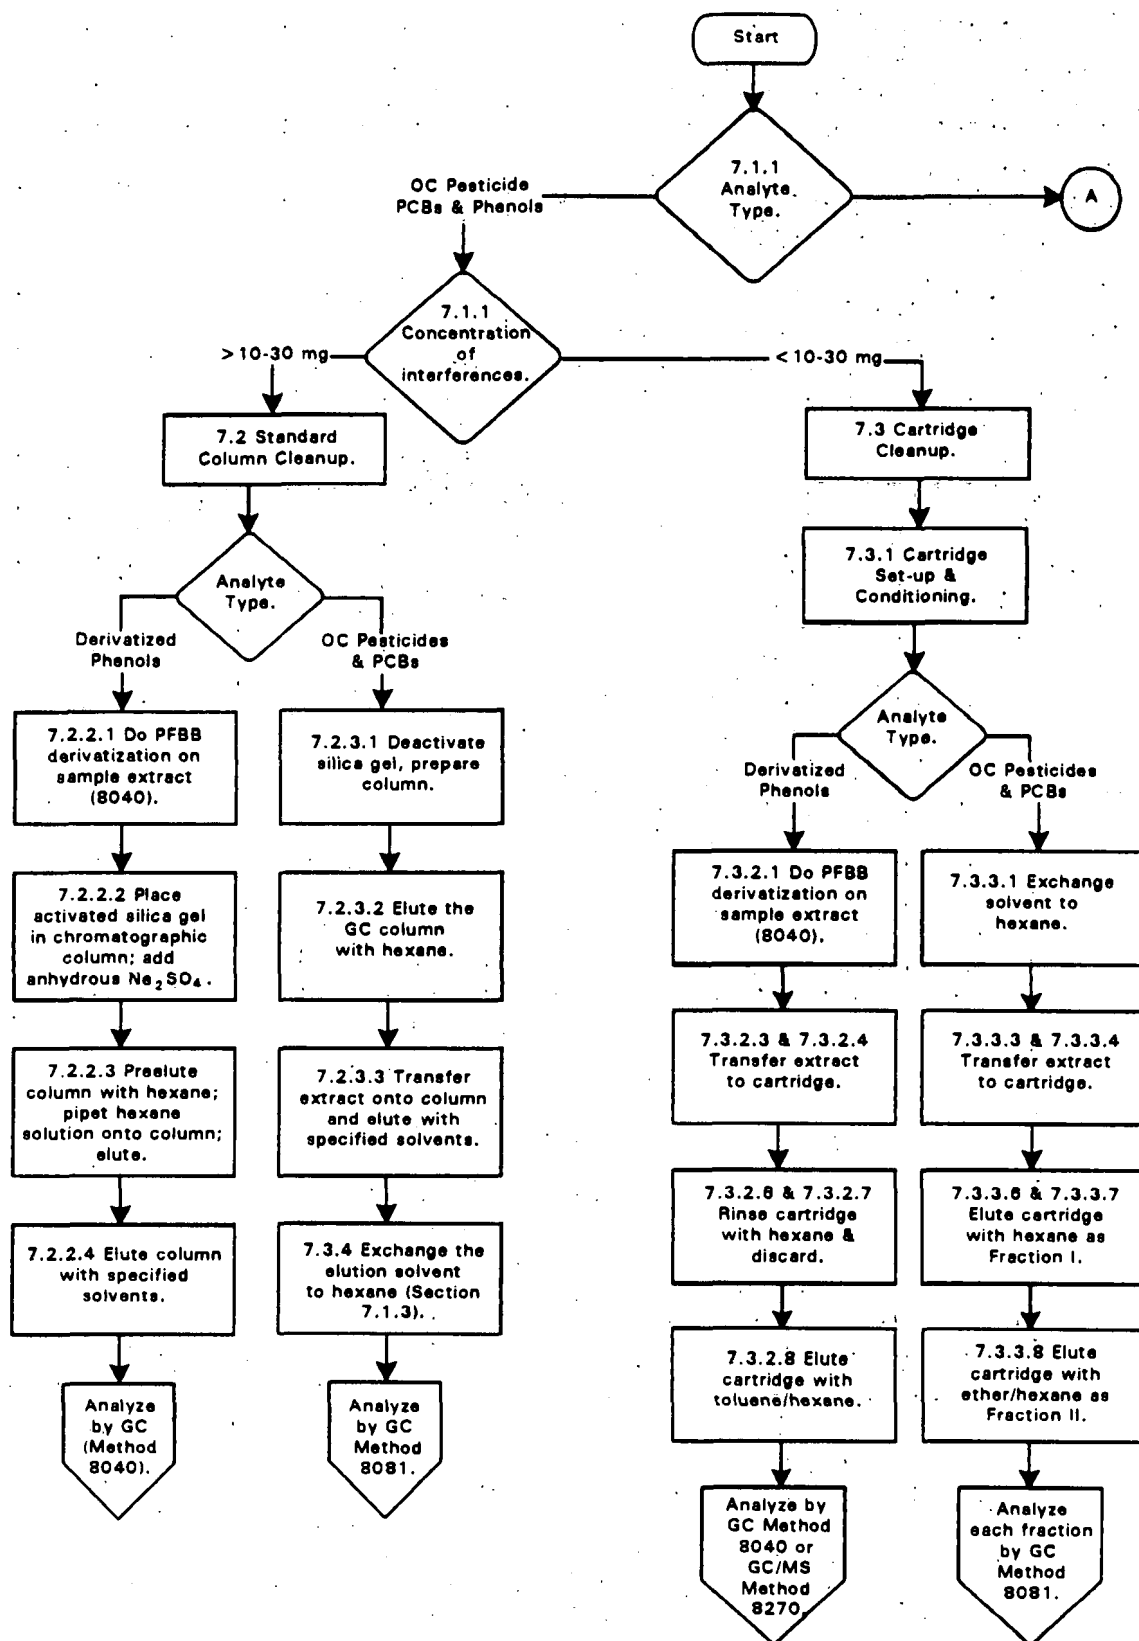 Start
7.1.1
Analyte
Type.
A
OC Pesticide
PCBs & Phenols
7.1.1
Concentration
of
interferences.
>10-30 mg
<10-30 mg
7.2 Standard
Column Cleanup.
7.3 Cartridge
Cleanup.
7.3.1 Cartridge
Set-up &
Conditioning.
Analyte
Type.
Derivatized
Phenols
OC Pesticides
& PCBs
Analyte
Type.
Derivatized
Phenols
OC Pesticides
& PCBs
7.2.2.1 Do PFBB
derivatization on
sample extract
(8040).
7.2.3.1 Deactivate
silica gel, prepare
column.
7.3.2.1 Do PFBB
derivatization on
sample extract
(8040).
7.3.3.1 Exchange
solvent to
hexane.
7.2.2.2 Place
activated silica gel
in chromatographic
column; add
anhydrous Na₂SO₄.
7.2.3.2 Elute the
GC column
with hexane.
7.3.2.3 & 7.3.2.4
Transfer extract
to cartridge.
7.3.3.3 & 7.3.3.4
Transfer extract
to cartridge.
7.2.2.3 Preelute
column with hexane;
pipet hexane
solution onto column;
elute.
7.2.3.3 Transfer
extract onto column
and elute with
specified solvents.
7.3.2.6 & 7.3.2.7
Rinse cartridge
with hexane &
discard.
7.3.3.6 & 7.3.3.7
Elute cartridge
with hexane as
Fraction I.
7.2.2.4 Elute column
with specified
solvents.
7.3.4 Exchange the
elution solvent
to hexane (Section
7.1.3).
7.3.2.8 Elute
cartridge with
toluene/hexane.
7.3.3.8 Elute
cartridge with
ether/hexane as
Fraction II.
Analyze
by GC
(Method
8040).
Analyze
by GC
Method
8081.
Analyze by
GC Method
8040 or
GC/MS
Method
8270.
Analyze
each fraction
by GC
Method
8081.